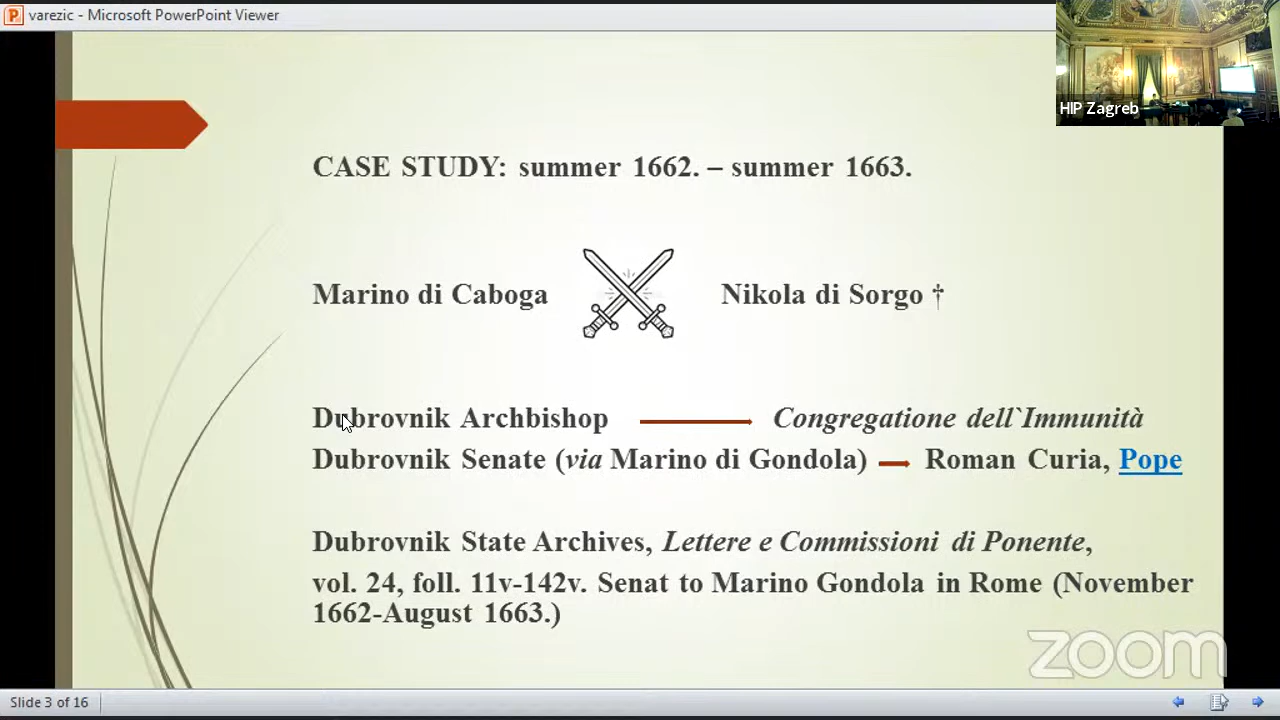 varezic - Microsoft PowerPoint Viewer
HIP Zagreb
CASE STUDY: summer 1662. – summer 1663.
Marino di Caboga Nikola di Sorgo †
Dubrovnik Archbishop Congregatione dell`Immunità
Dubrovnik Senate (via Marino di Gondola) Roman Curia, Pope
Dubrovnik State Archives, Lettere e Commissioni di Ponente,
vol. 24, foll. 11v-142v. Senat to Marino Gondola in Rome (November
1662-August 1663.)
zoom
Slide 3 of 16